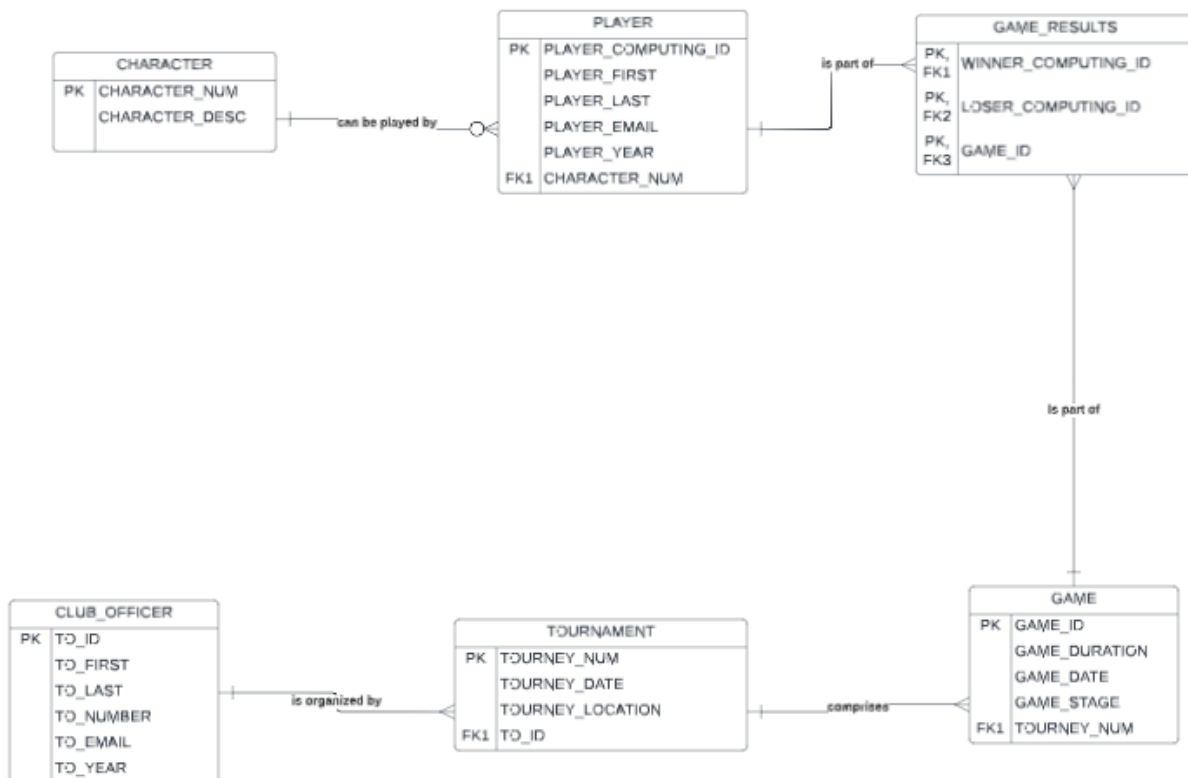 CHARACTER
PK CHARACTER_NUM
CHARACTER_DESC
can be played by
PLAYER
PK PLAYER_COMPUTING_ID
PLAYER_FIRST
PLAYER_LAST
PLAYER_EMAIL
PLAYER_YEAR
FK1 CHARACTER_NUM
is part of
GAME_RESULTS
PK, FK1 WINNER_COMPUTING_ID
PK, FK2 LOSER_COMPUTING_ID
PK, FK3 GAME_ID
Is part of
CLUB_OFFICER
PK TO_ID
TO_FIRST
TO_LAST
TO_NUMBER
TO_EMAIL
TO_YEAR
is organized by
TOURNAMENT
PK TOURNEY_NUM
TOURNEY_DATE
TOURNEY_LOCATION
FK1 TO_ID
comprises
GAME
PK GAME_ID
GAME_DURATION
GAME_DATE
GAME_STAGE
FK1 TOURNEY_NUM